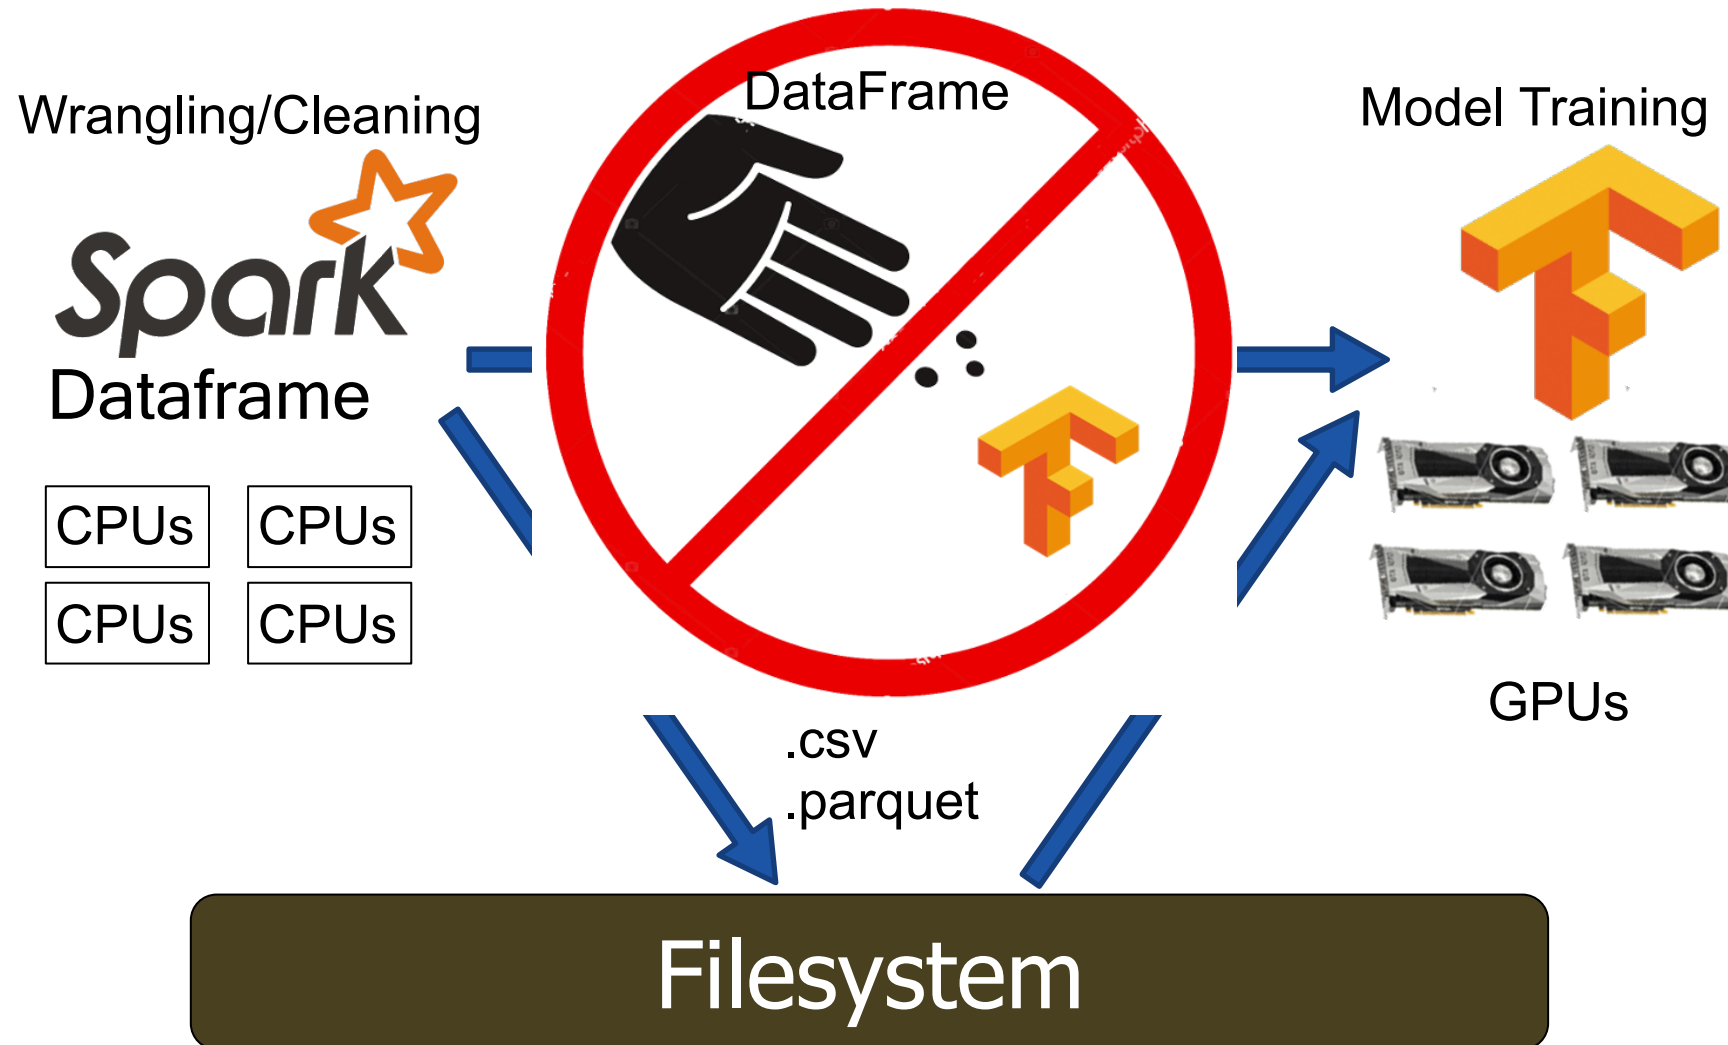 Wrangling/Cleaning
Spark
Dataframe
CPUs
CPUs
CPUs
CPUs
DataFrame
.csv
.parquet
Model Training
GPUs
Filesystem